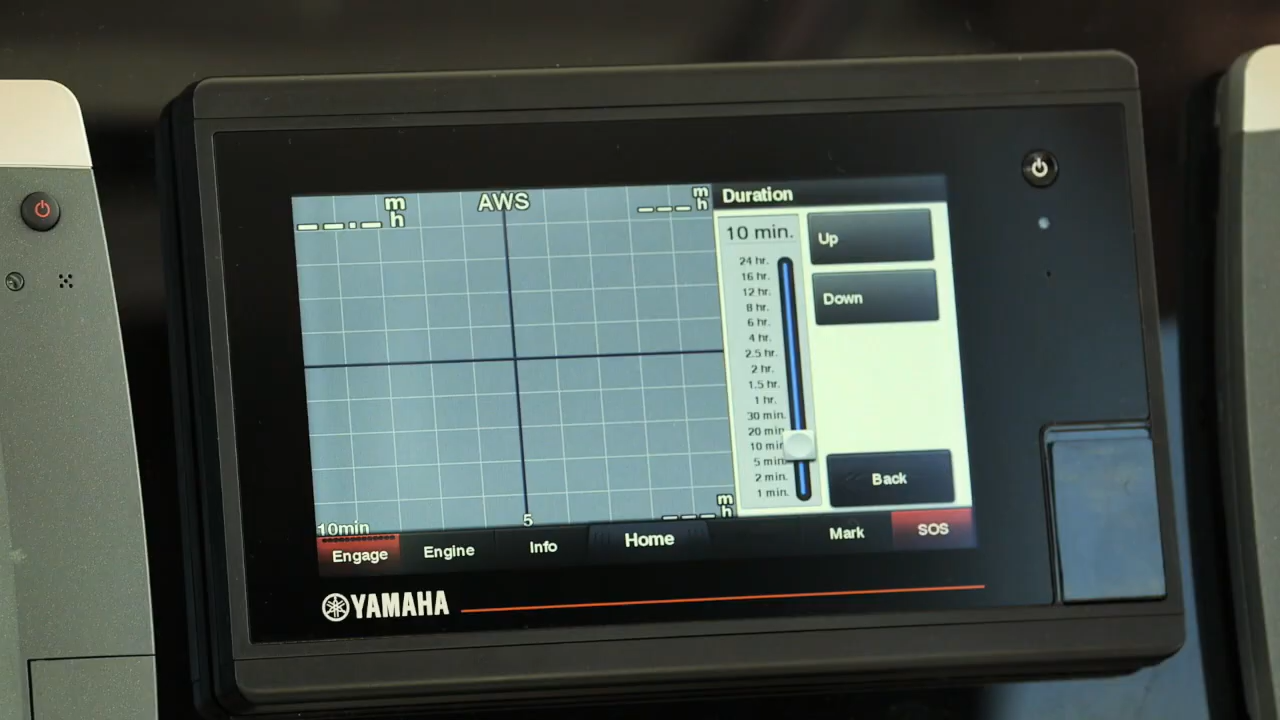 m
h
AWS
m
h
Duration
10 min.
24 hr.
16 hr.
12 hr.
8 hr.
6 hr.
4 hr.
2.5 hr.
2 hr.
1.5 hr.
1 hr.
30 min.
20 min.
10 min.
5 min.
2 min.
1 min.
Up
Down
Back
10min
5
m
h
Engage
Engine
Info
Home
Mark
SOS
YAMAHA